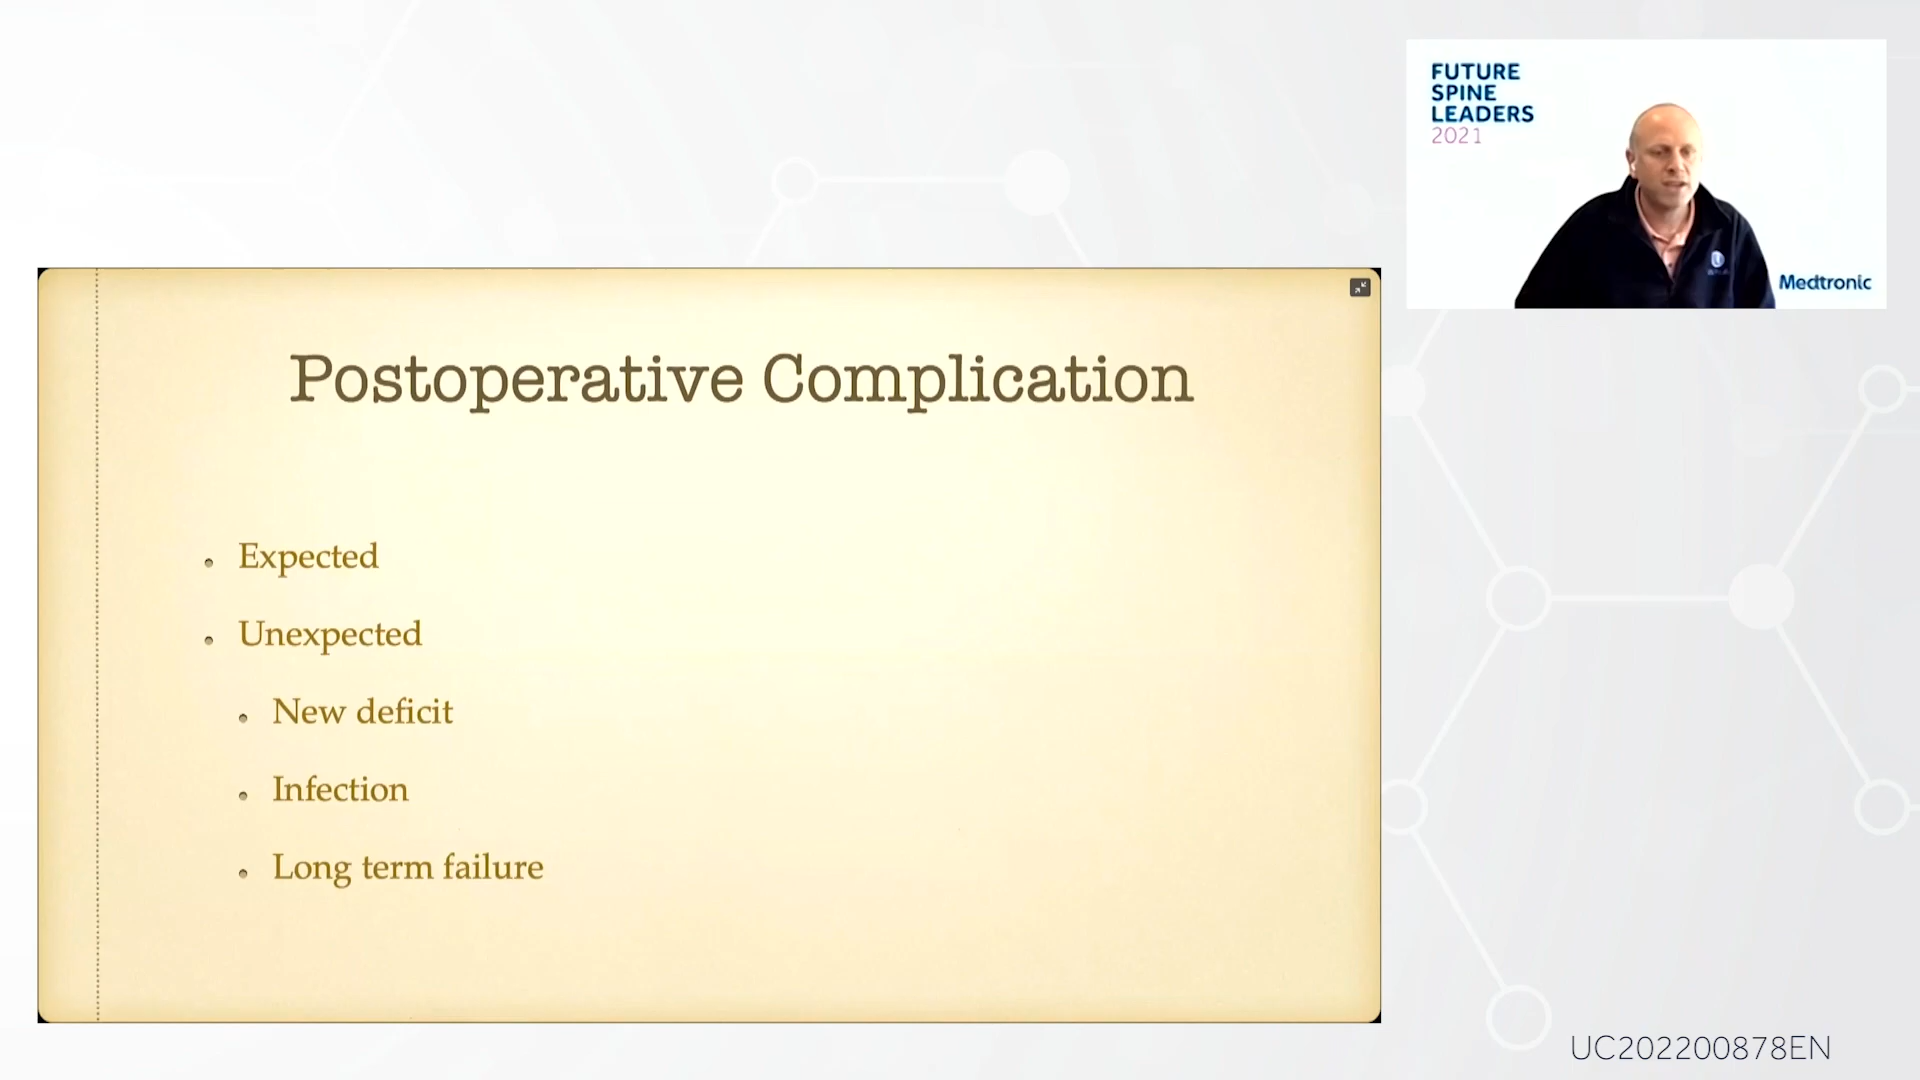 FUTURE
SPINE
LEADERS
2021
Medtronic
Postoperative Complication
Expected
Unexpected
New deficit
Infection
Long term failure
UC202200878EN